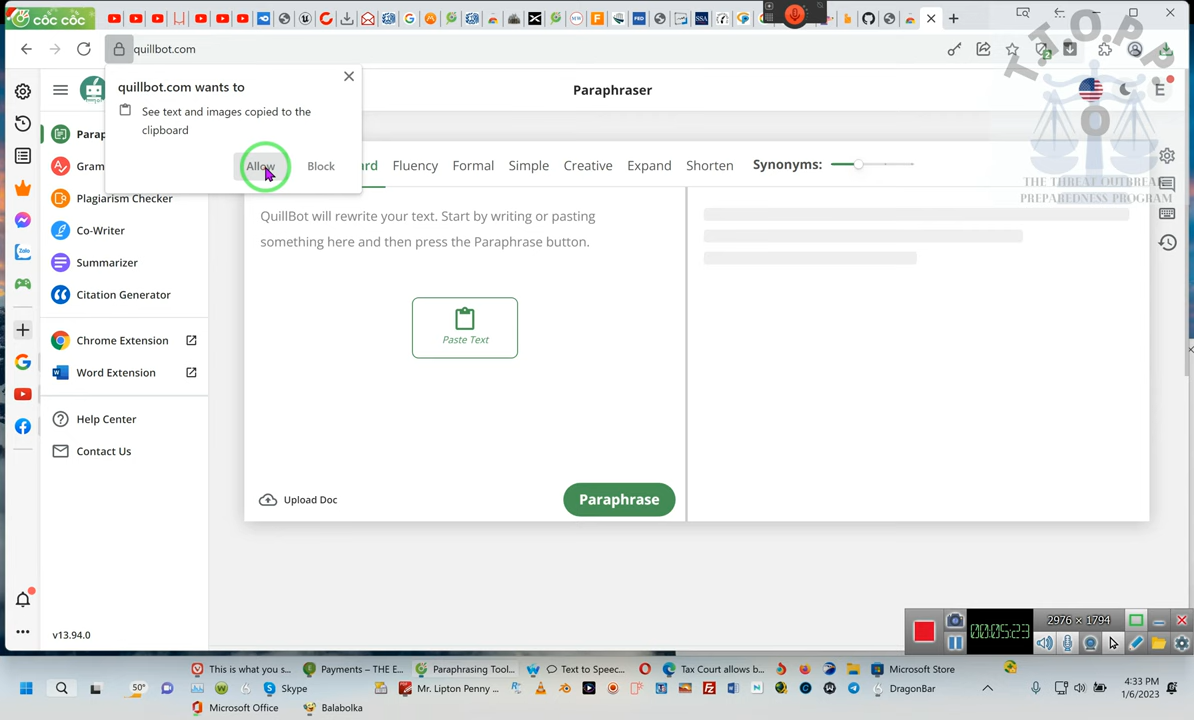 CỐC CỐC
quillbot.com
T.T.O.P.P.
O
THE THREAT OUTBREAK
PREPAREDNESS PROGRAM
quillbot.com wants to
See text and images copied to the
clipboard
Allow
Block
Paraphraser
E
Parap
Gram
Plagiarism Checker
Co-Writer
Summarizer
Citation Generator
Chrome Extension
Word Extension
Help Center
Contact Us
v13.94.0
Zalo
rd
Fluency
Formal
Simple
Creative
Expand
Shorten
Synonyms:
QuillBot will rewrite your text. Start by writing or pasting
something here and then press the Paraphrase button.
Paste Text
Upload Doc
Paraphrase
00:05:23
2976 × 1794
This is what you s...
Payments – THE E...
Paraphrasing Tool...
Text to Speec...
Tax Court allows b...
Microsoft Store
50°
Skype
Mr. Lipton Penny ...
DragonBar
4:33 PM
1/6/2023
Microsoft Office
Balabolka